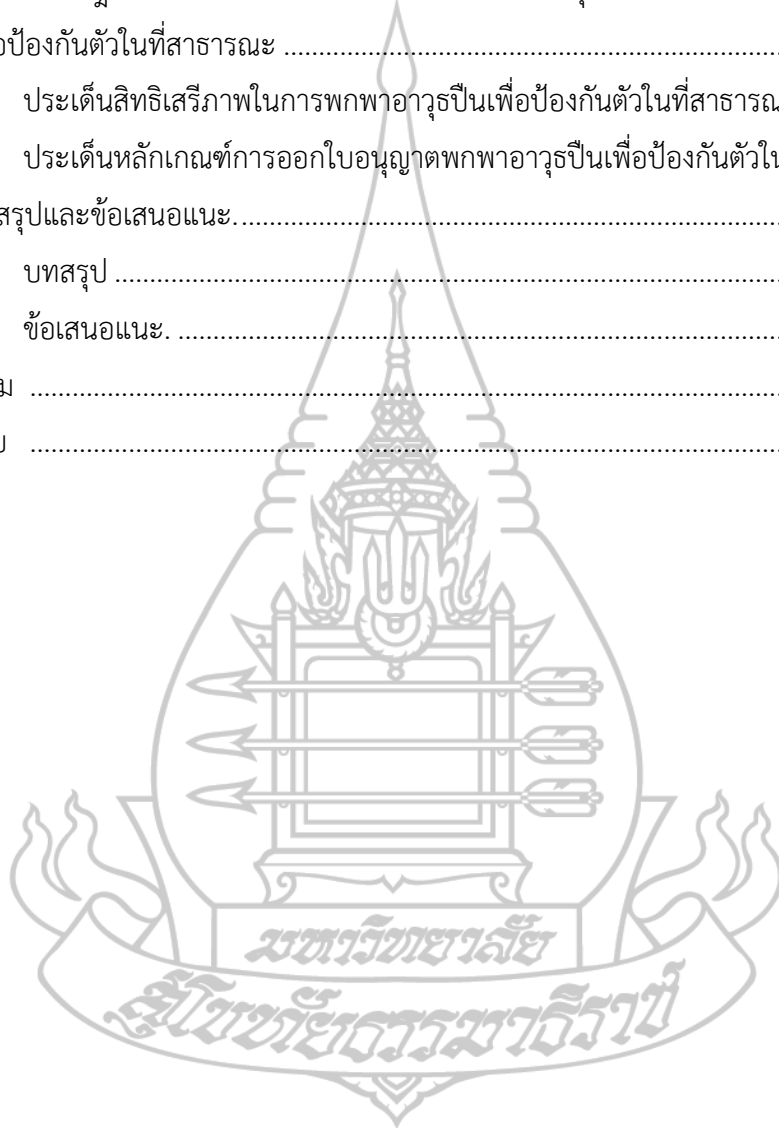 อป้องกันตัวในที่สาธารณะ ........................................................................
ประเด็นสิทธิเสรีภาพในการพกพาอาวุธปืนเพื่อป้องกันตัวในที่สาธารณ
ประเด็นหลักเกณฑ์การออกใบอนุญาตพกพาอาวุธปืนเพื่อป้องกันตัวใน
สรุปและข้อเสนอแนะ. ........................................................................
บทสรุป ........................................................................
ข้อเสนอแนะ. ........................................................................
ม ........................................................................
บ ........................................................................
มหาวิทยาลัย
สุโขทัยธรรมาธิราช